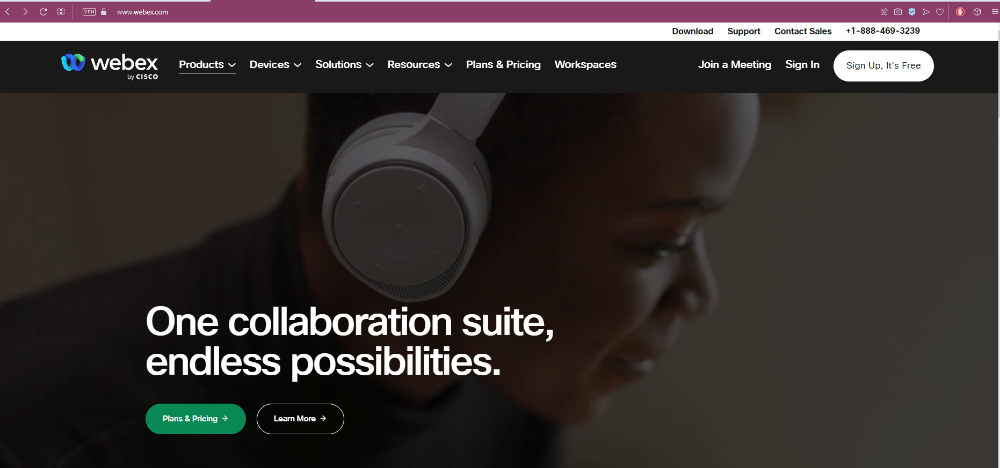 VPN www.webex.com
Download Support Contact Sales +1-888-469-3239
webex Products Devices Solutions Resources Plans & Pricing Workspaces Join a Meeting Sign In Sign Up, It's Free
by CISCO
One collaboration suite,
endless possibilities.
Plans & Pricing → Learn More →